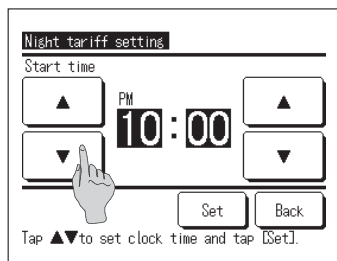 Night tariff setting
Start time
▲ PM ▲
10:00
▼ ▼
Set Back
Tap ▲▼to set clock time and tap [Set].